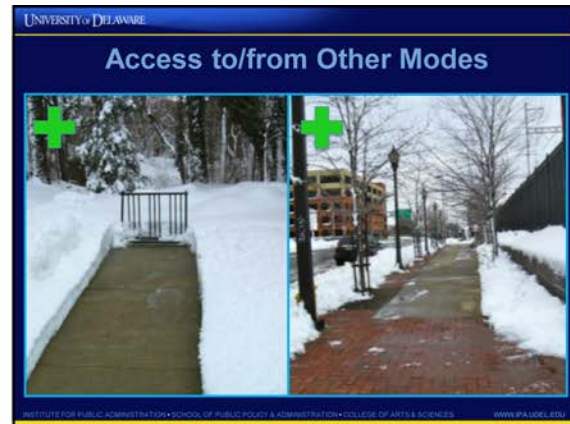 UNIVERSITY OF DELAWARE
Access to/from Other Modes
INSTITUTE FOR PUBLIC ADMINISTRATION • SCHOOL OF PUBLIC POLICY & ADMINISTRATION • COLLEGE OF ARTS & SCIENCES WWW.IPA.UDEL.EDU